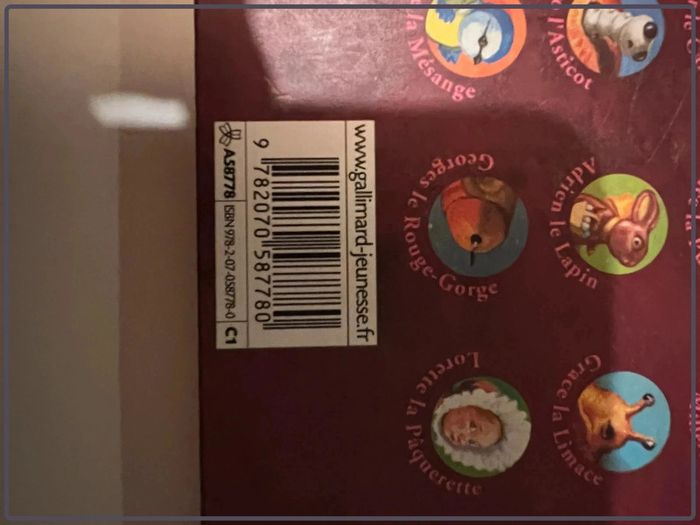 l'Asticot
Adrien le Lapin
Grace la Limace
la Mésange
Georges le Rouge-Gorge
Lorette la Pâquerette
www.gallimard-jeunesse.fr
9 782070 587780
A58778 ISBN 978-2-07-058778-0 C1